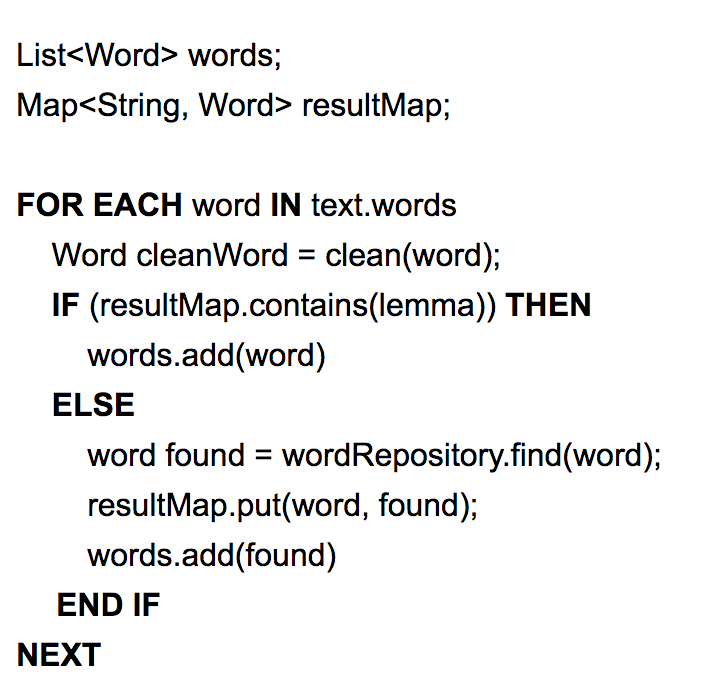 List<Word> words;
Map<String, Word> resultMap;
FOR EACH word IN text.words
Word cleanWord = clean(word);
IF (resultMap.contains(lemma)) THEN
words.add(word)
ELSE
word found = wordRepository.find(word);
resultMap.put(word, found);
words.add(found)
END IF
NEXT